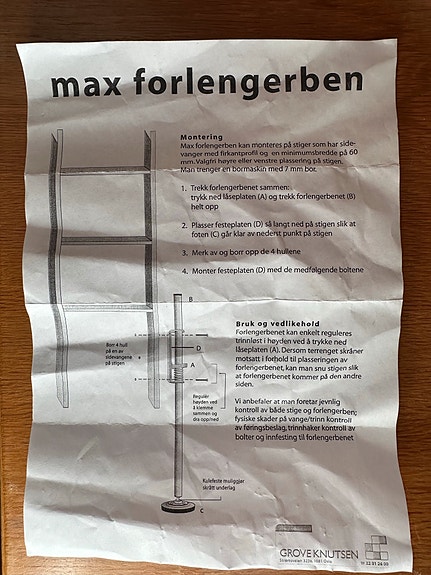 max forlengerben
Montering
Max forlengerben kan monteres på stiger som har side-
vanger med firkantprofil og en minimumsbredde på 60
mm. Valgfri høyre eller venstre plassering på stigen.
Man trenger en bormaskin med 7 mm bor.
1. Trekk forlengerbenet sammen:
trykk ned låseplaten (A) og trekk forlengerbenet (B)
helt opp
2. Plasser festeplaten (D) så langt ned på stigen slik at
foten (C) går klar av nederst punkt på stigen
3. Merk av og borr opp de 4 hullene
4. Monter festeplaten (D) med de medfølgende boltene
B
Borr 4 hull
på en av
sidevangene
på stigen
D
A
Reguler
høyden ved
å klemme
sammen og
dra opp/ned
Kulefeste muliggjør
skrått underlag
C
Bruk og vedlikehold
Forlengerbenet kan enkelt reguleres
trinnløst i høyden ved å trykke ned
låseplaten (A). Dersom terrenget skråner
motsatt i forhold til plasseringen av
forlengerbenet, kan man snu stigen slik
at forlengerbenet kommer på den andre
siden.
Vi anbefaler at man foretar jevnlig
kontroll av både stige og forlengerben;
fysiske skader på vange/trinn kontroll
av føringsbeslag, trinnhaker kontroll av
bolter og innfesting til forlengerbenet
GROVE KNUTSEN